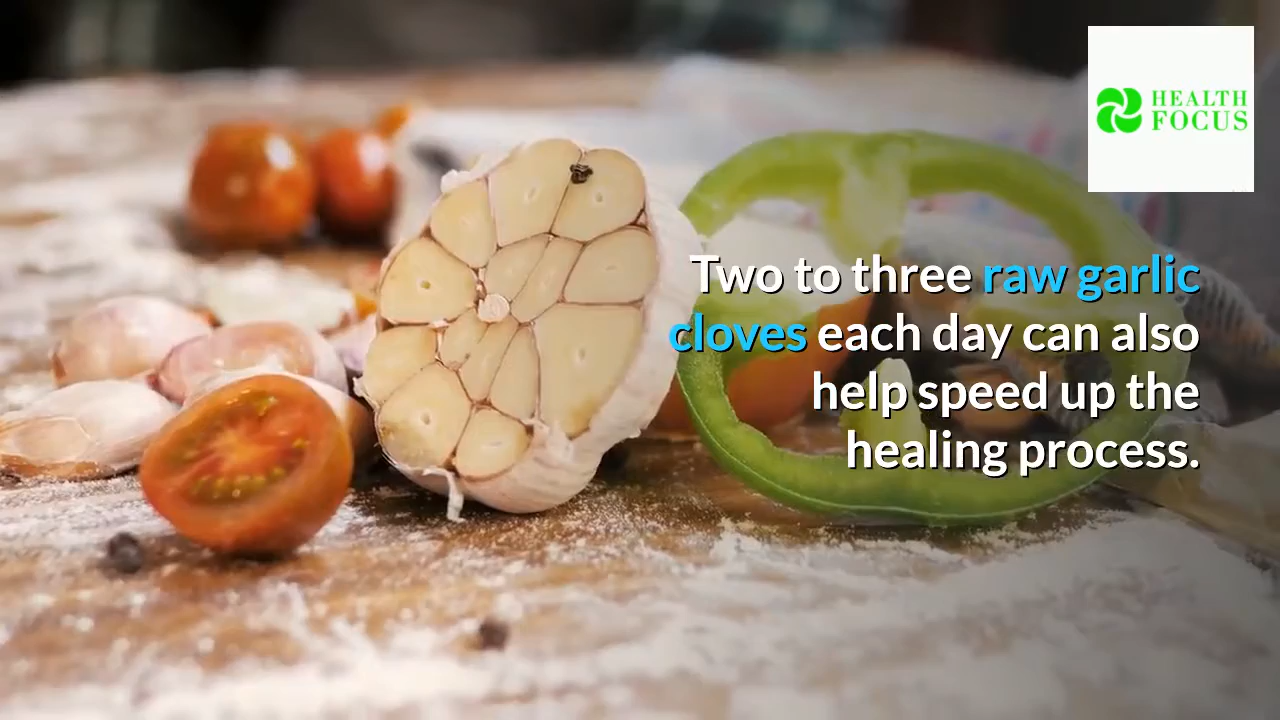 HEALTH
FOCUS
Two to three raw garlic
cloves each day can also
help speed up the
healing process.